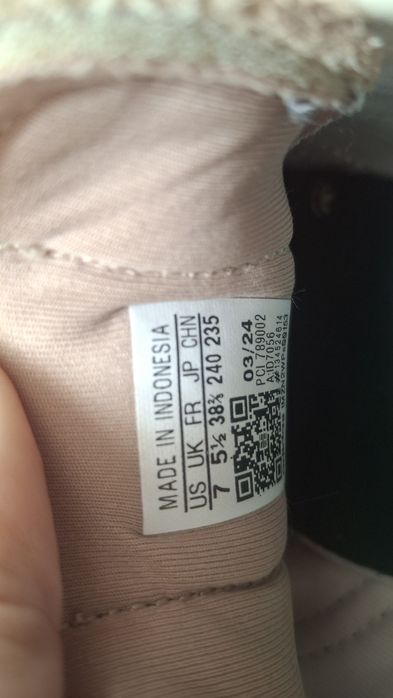 MADE IN INDONESIA
US UK FR JP CHN
7 5½ 38⅔ 240 235
03/24
PCI 789002
A:ID7056